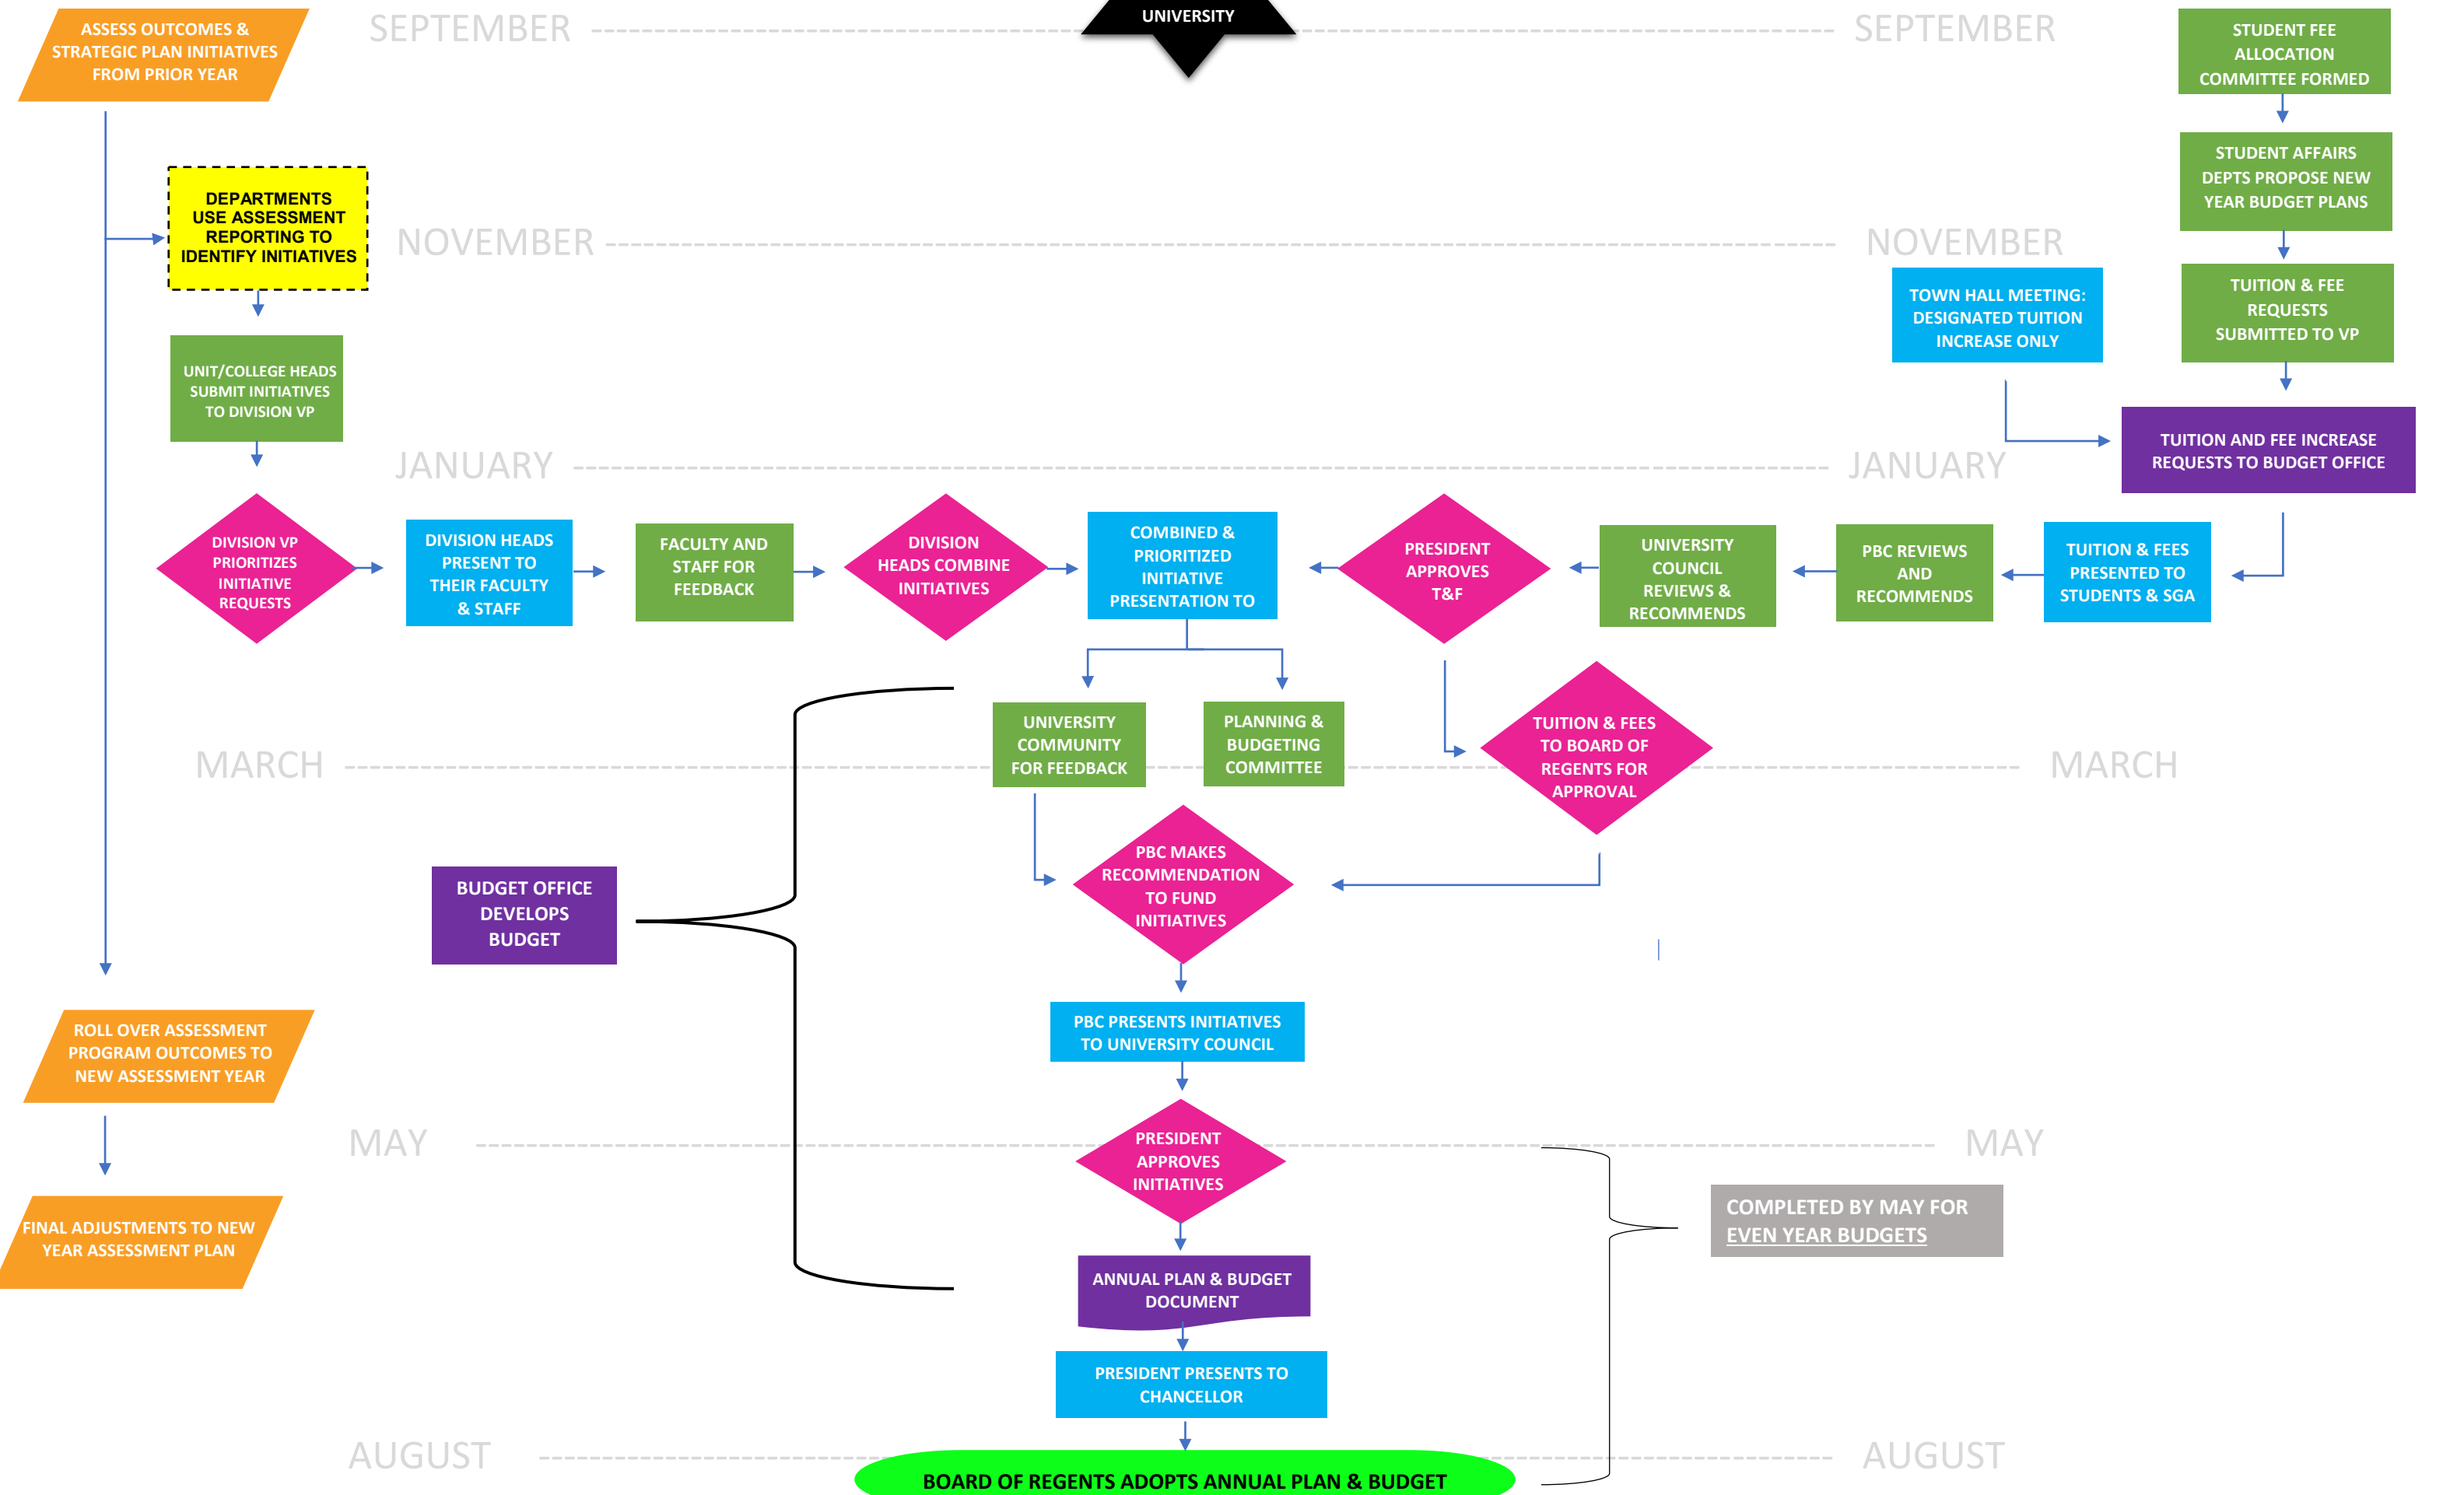 ASSESS OUTCOMES &
STRATEGIC PLAN INITIATIVES
FROM PRIOR YEAR
SEPTEMBER
UNIVERSITY
SEPTEMBER
STUDENT FEE
ALLOCATION
COMMITTEE FORMED
STUDENT AFFAIRS
DEPTS PROPOSE NEW
YEAR BUDGET PLANS
DEPARTMENTS
USE ASSESSMENT
REPORTING TO
IDENTIFY INITIATIVES
NOVEMBER
NOVEMBER
TOWN HALL MEETING:
DESIGNATED TUITION
INCREASE ONLY
TUITION & FEE
REQUESTS
SUBMITTED TO VP
UNIT/COLLEGE HEADS
SUBMIT INITIATIVES
TO DIVISION VP
TUITION AND FEE INCREASE
REQUESTS TO BUDGET OFFICE
JANUARY
JANUARY
DIVISION VP
PRIORITIZES
INITIATIVE
REQUESTS
DIVISION HEADS
PRESENT TO
THEIR FACULTY
& STAFF
FACULTY AND
STAFF FOR
FEEDBACK
DIVISION
HEADS COMBINE
INITIATIVES
COMBINED &
PRIORITIZED
INITIATIVE
PRESENTATION TO
PRESIDENT
APPROVES
T&F
UNIVERSITY
COUNCIL
REVIEWS &
RECOMMENDS
PBC REVIEWS
AND
RECOMMENDS
TUITION & FEES
PRESENTED TO
STUDENTS & SGA
UNIVERSITY
COMMUNITY
FOR FEEDBACK
PLANNING &
BUDGETING
COMMITTEE
TUITION & FEES
TO BOARD OF
REGENTS FOR
APPROVAL
MARCH
MARCH
PBC MAKES
RECOMMENDATION
TO FUND
INITIATIVES
BUDGET OFFICE
DEVELOPS
BUDGET
PBC PRESENTS INITIATIVES
TO UNIVERSITY COUNCIL
ROLL OVER ASSESSMENT
PROGRAM OUTCOMES TO
NEW ASSESSMENT YEAR
MAY
MAY
PRESIDENT
APPROVES
INITIATIVES
COMPLETED BY MAY FOR
EVEN YEAR BUDGETS
FINAL ADJUSTMENTS TO NEW
YEAR ASSESSMENT PLAN
ANNUAL PLAN & BUDGET
DOCUMENT
PRESIDENT PRESENTS TO
CHANCELLOR
AUGUST
AUGUST
BOARD OF REGENTS ADOPTS ANNUAL PLAN & BUDGET